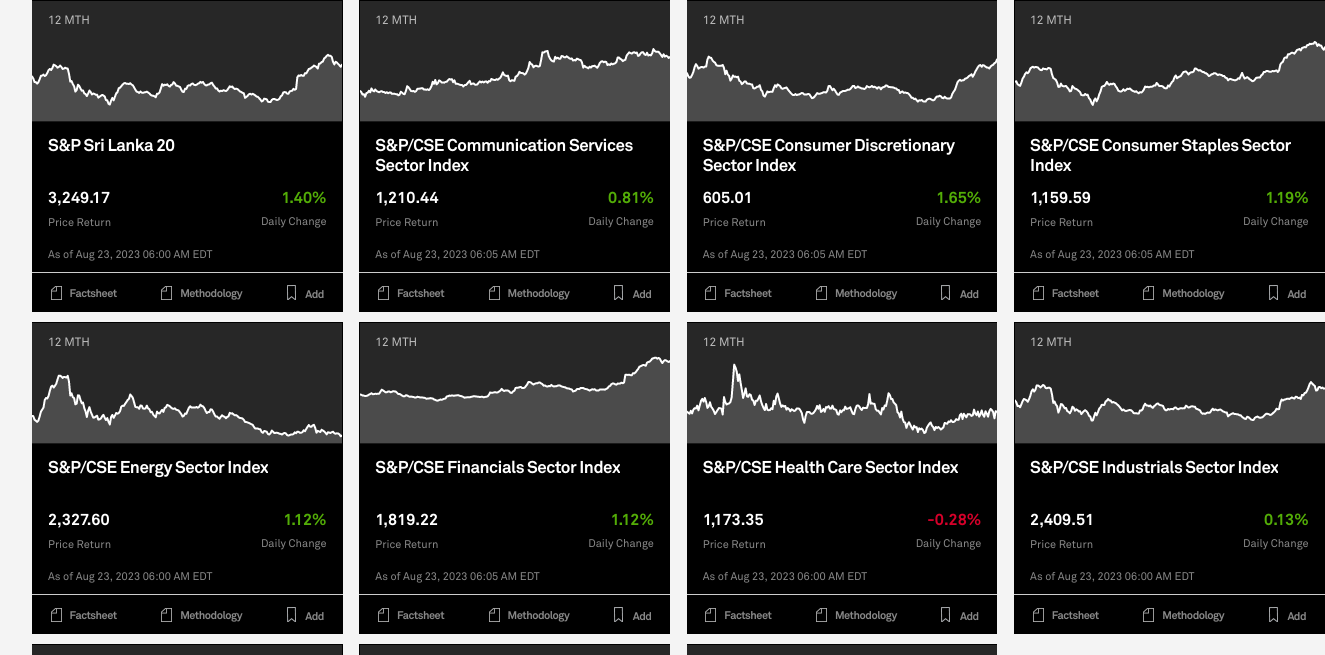 12 MTH
S&P Sri Lanka 20
3,249.17
1.40%
Price Return
Daily Change
As of Aug 23, 2023 06:00 AM EDT
Factsheet
Methodology
Add
12 MTH
S&P/CSE Communication Services
Sector Index
1,210.44
0.81%
Price Return
Daily Change
As of Aug 23, 2023 06:05 AM EDT
Factsheet
Methodology
Add
12 MTH
S&P/CSE Consumer Discretionary
Sector Index
605.01
1.65%
Price Return
Daily Change
As of Aug 23, 2023 06:05 AM EDT
Factsheet
Methodology
Add
12 MTH
S&P/CSE Consumer Staples Sector
Index
1,159.59
1.19%
Price Return
Daily Change
As of Aug 23, 2023 06:05 AM EDT
Factsheet
Methodology
Add
12 MTH
S&P/CSE Energy Sector Index
2,327.60
1.12%
Price Return
Daily Change
As of Aug 23, 2023 06:00 AM EDT
Factsheet
Methodology
Add
12 MTH
S&P/CSE Financials Sector Index
1,819.22
1.12%
Price Return
Daily Change
As of Aug 23, 2023 06:05 AM EDT
Factsheet
Methodology
Add
12 MTH
S&P/CSE Health Care Sector Index
1,173.35
-0.28%
Price Return
Daily Change
As of Aug 23, 2023 06:00 AM EDT
Factsheet
Methodology
Add
12 MTH
S&P/CSE Industrials Sector Index
2,409.51
0.13%
Price Return
Daily Change
As of Aug 23, 2023 06:00 AM EDT
Factsheet
Methodology
Add